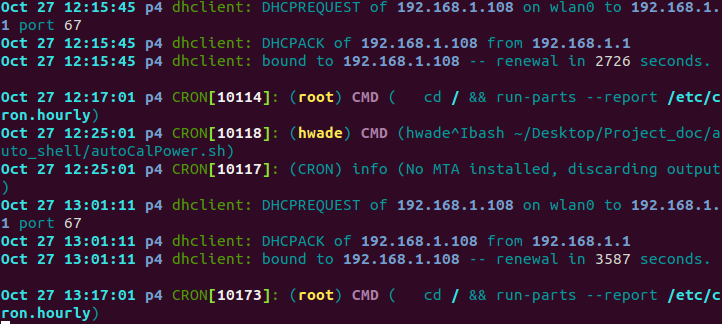 Oct 27 12:15:45 p4 dhclient: DHCPREQUEST of 192.168.1.108 on wlan0 to 192.168.1.
1 port 67
Oct 27 12:15:45 p4 dhclient: DHCPACK of 192.168.1.108 from 192.168.1.1
Oct 27 12:15:45 p4 dhclient: bound to 192.168.1.108 -- renewal in 2726 seconds.
Oct 27 12:17:01 p4 CRON[10114]: (root) CMD (   cd / && run-parts --report /etc/c
ron.hourly)
Oct 27 12:25:01 p4 CRON[10118]: (hwade) CMD (hwade^Ibash ~/Desktop/Project_doc/a
uto_shell/autoCalPower.sh)
Oct 27 12:25:01 p4 CRON[10117]: (CRON) info (No MTA installed, discarding output
)
Oct 27 13:01:11 p4 dhclient: DHCPREQUEST of 192.168.1.108 on wlan0 to 192.168.1.
1 port 67
Oct 27 13:01:11 p4 dhclient: DHCPACK of 192.168.1.108 from 192.168.1.1
Oct 27 13:01:11 p4 dhclient: bound to 192.168.1.108 -- renewal in 3587 seconds.
Oct 27 13:17:01 p4 CRON[10173]: (root) CMD (   cd / && run-parts --report /etc/c
ron.hourly)